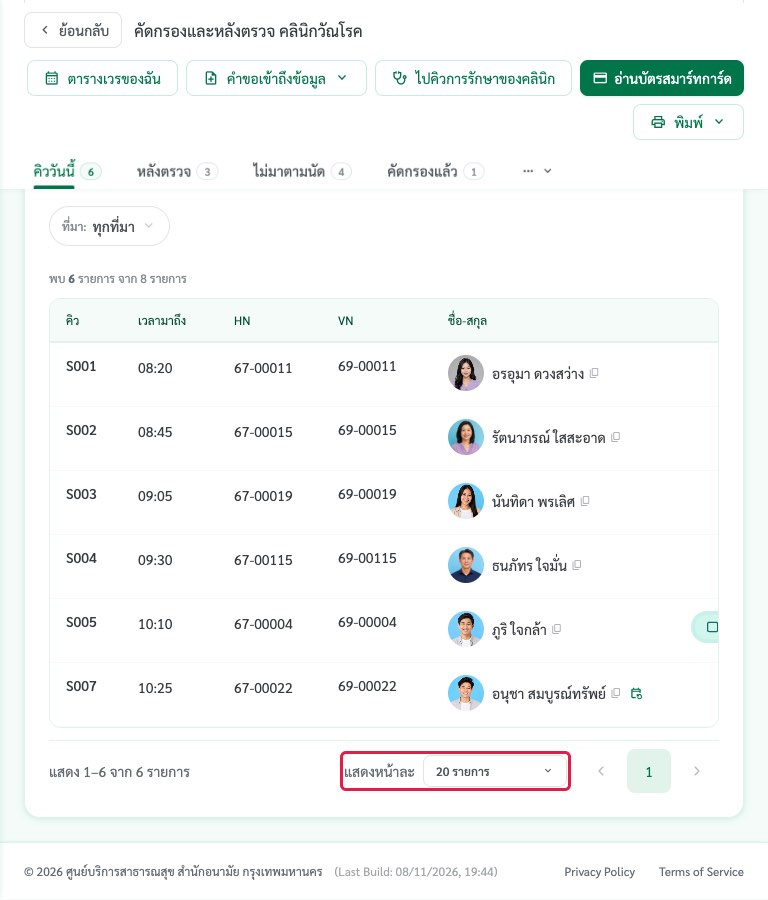 ย้อนกลับ คัดกรองและหลังตรวจ คลินิกวัณโรค
ตารางเวรของฉัน คำขอเข้าถึงข้อมูล ไปคิวการรักษาของคลินิก อ่านบัตรสมาร์ทการ์ด
พิมพ์
คิววันนี้ 6 หลังตรวจ 3 ไม่มาตามนัด 4 คัดกรองแล้ว 1 ...
ที่มา: ทุกที่มา
พบ 6 รายการ จาก 8 รายการ
คิว เวลามาถึง HN VN ชื่อ-สกุล
S001 08:20 67-00011 69-00011 อรอุมา ดวงสว่าง
S002 08:45 67-00015 69-00015 รัตนาภรณ์ ใสสะอาด
S003 09:05 67-00019 69-00019 นันทิดา พรเลิศ
S004 09:30 67-00115 69-00115 ธนภัทร ใจมั่น
S005 10:10 67-00004 69-00004 ภูริ ใจกล้า
S007 10:25 67-00022 69-00022 อนุชา สมบูรณ์ทรัพย์
แสดง 1–6 จาก 6 รายการ แสดงหน้าละ 20 รายการ 1
© 2026 ศูนย์บริการสาธารณสุข สำนักอนามัย กรุงเทพมหานคร (Last Build: 08/11/2026, 19:44) Privacy Policy Terms of Service